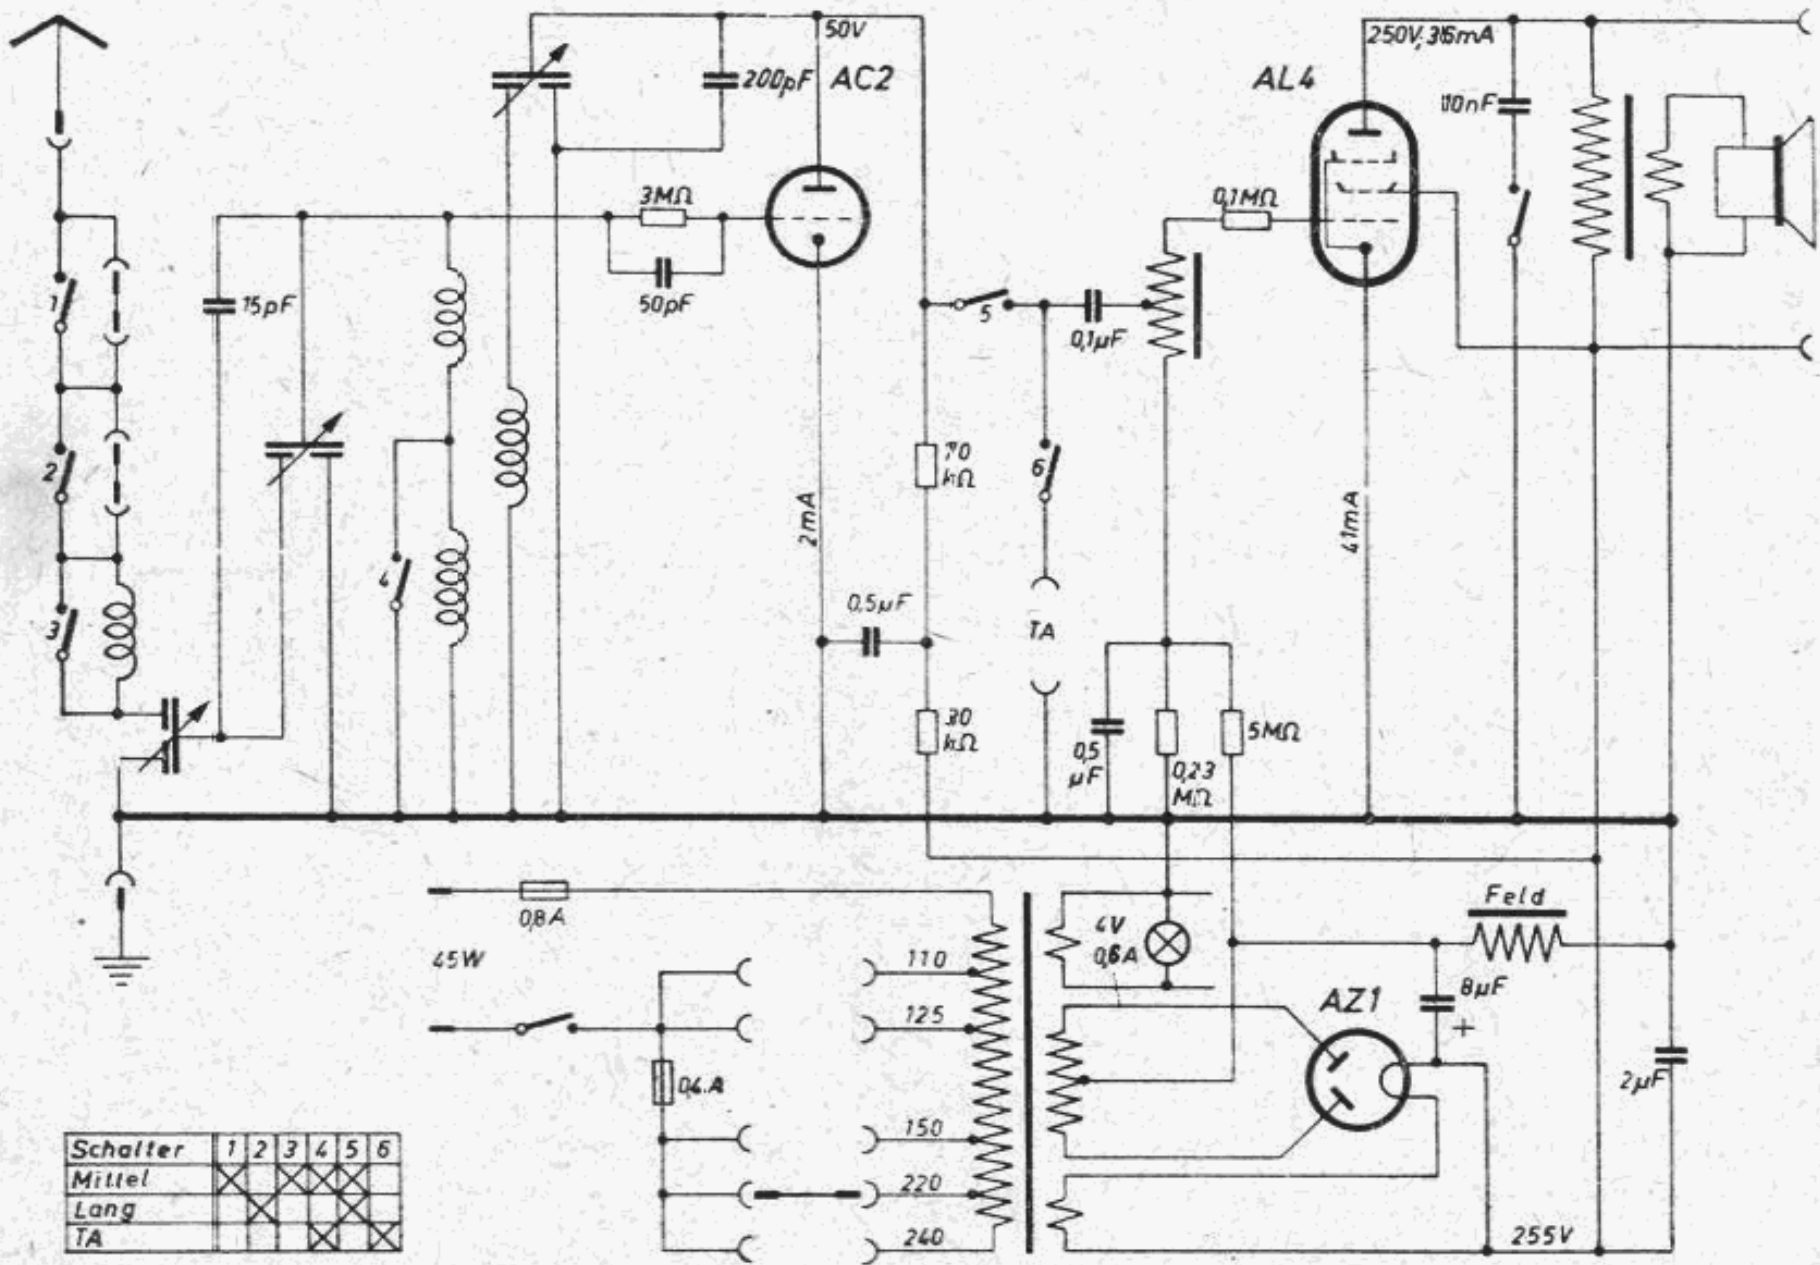 50V
200pF
AC2
AL4
250V, 36mA
10nF
3MΩ
50pF
0,1MΩ
15pF
1
5
0,1µF
2
70
kΩ
6
2mA
41mA
4
0,5µF
TA
3
30
kΩ
0,5
µF
0,23
MΩ
5MΩ
0,8A
45W
110
125
150
220
240
0,4A
4V
0,6A
Feld
8µF
+
AZ1
2µF
255V
Schalter 1 2 3 4 5 6
Mittel
Lang
TA